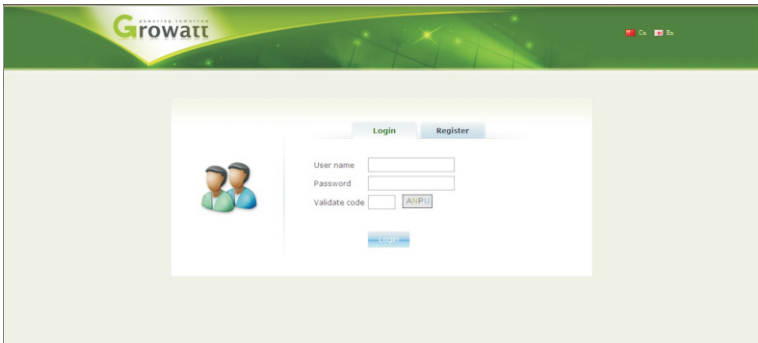 powering tomorrow
Growatt
Cn. En.
Login Register
User name
Password
Validate code ANPU
Login